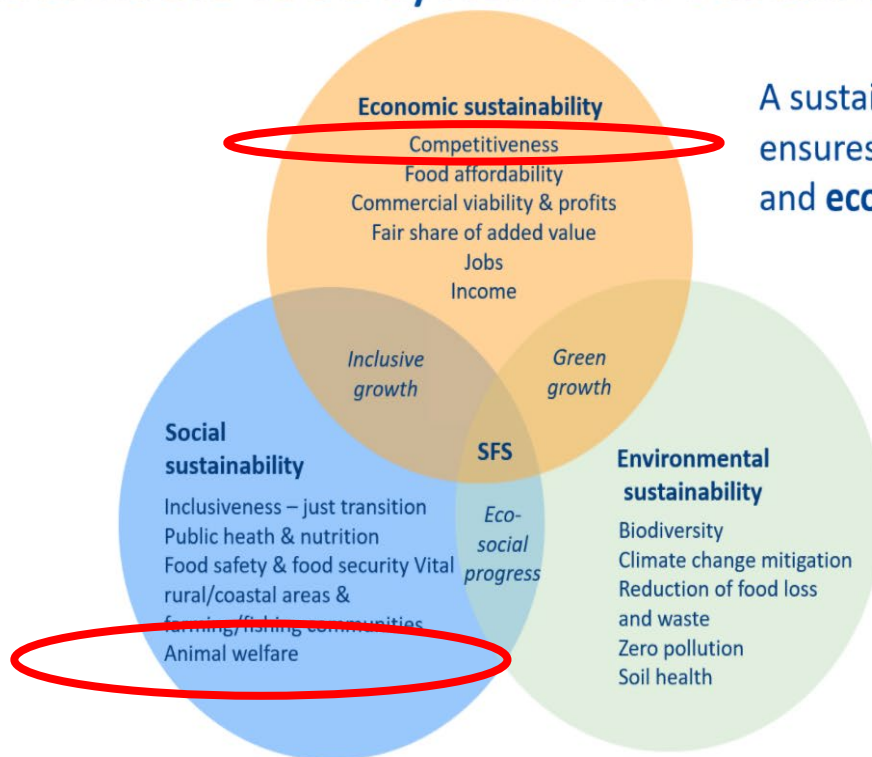 Economic sustainability
Competitiveness
Food affordability
Commercial viability & profits
Fair share of added value
Jobs
Income
A sustai
ensures
and eco
Inclusive
growth
Green
growth
Social
sustainability
Inclusiveness – just transition
Public heath & nutrition
Food safety & food security Vital
rural/coastal areas &
farming/fishing communities
Animal welfare
SFS
Eco-
social
progress
Environmental
sustainability
Biodiversity
Climate change mitigation
Reduction of food loss
and waste
Zero pollution
Soil health